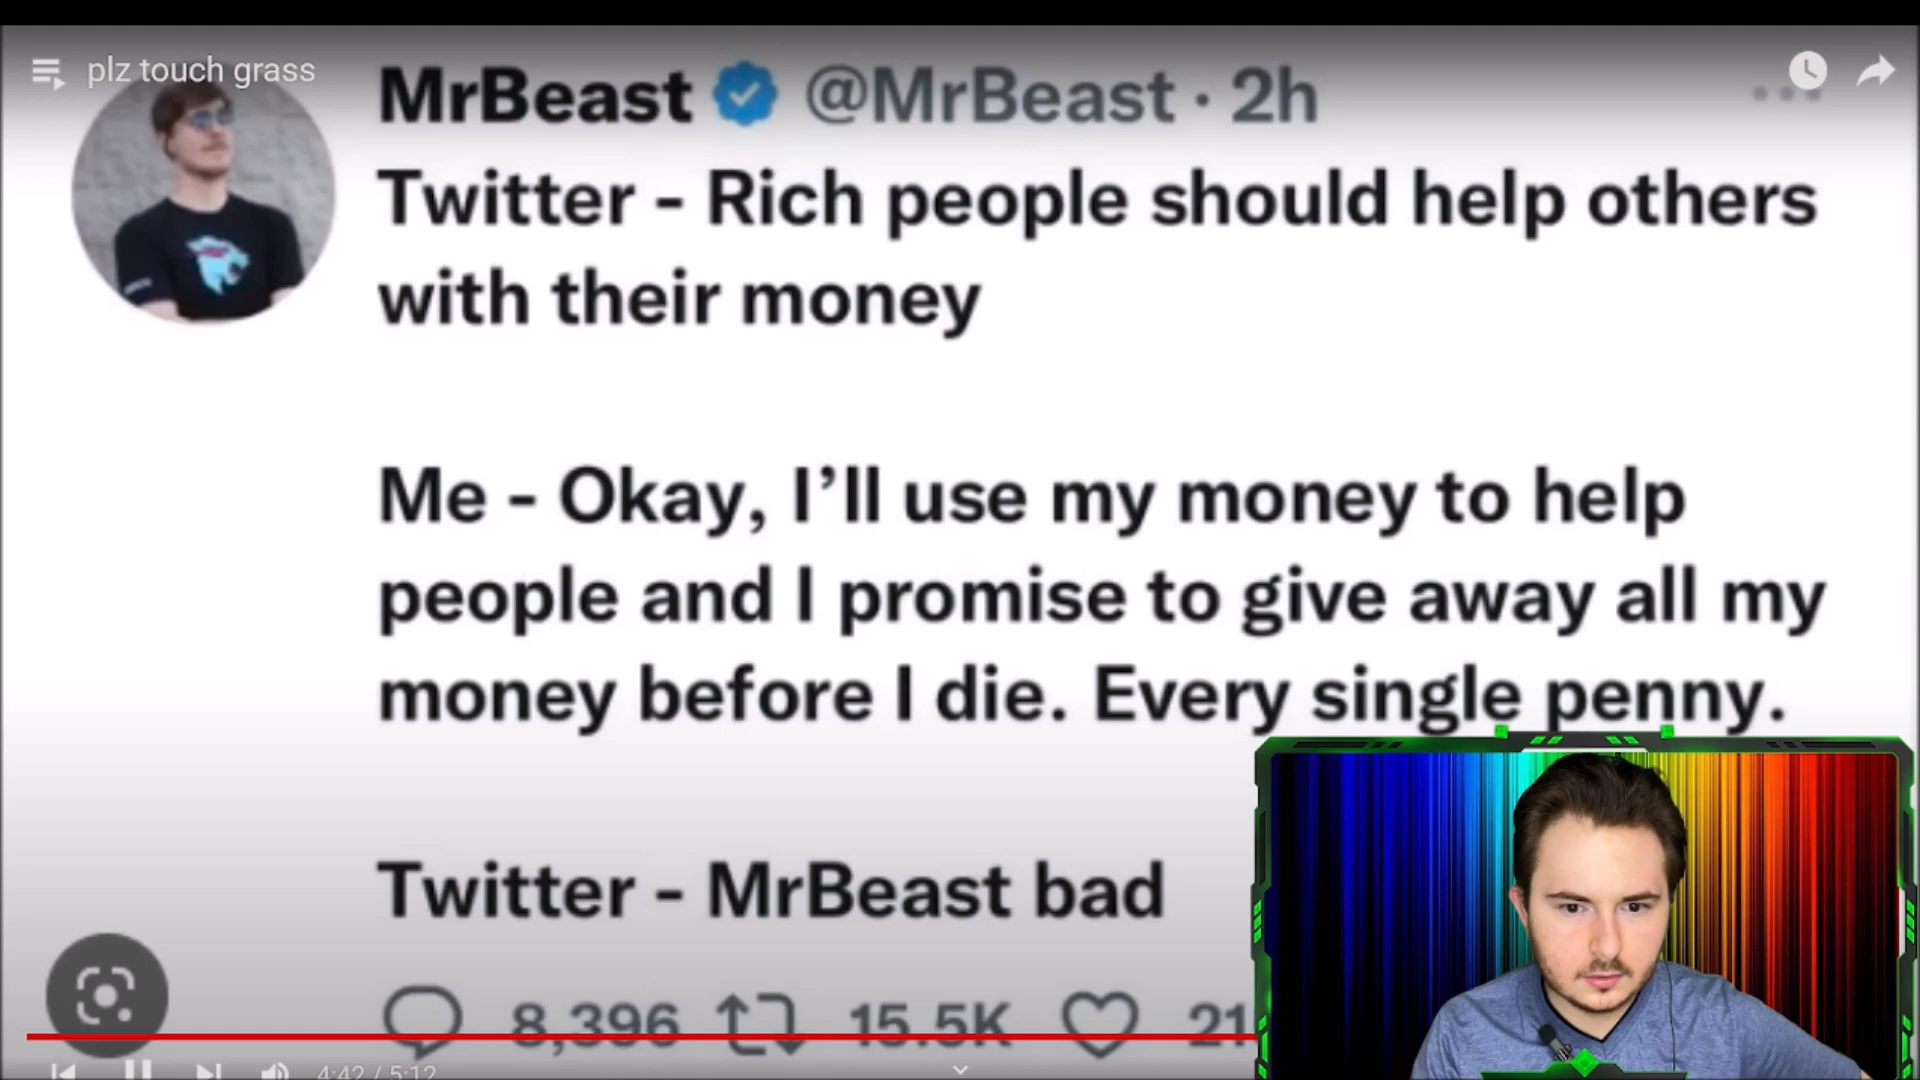 plz touch grass
MrBeast @MrBeast · 2h
Twitter - Rich people should help others
with their money
Me - Okay, I’ll use my money to help
people and I promise to give away all my
money before I die. Every single penny.
Twitter - MrBeast bad
8,396 15.5K 21
4:42 / 5:12